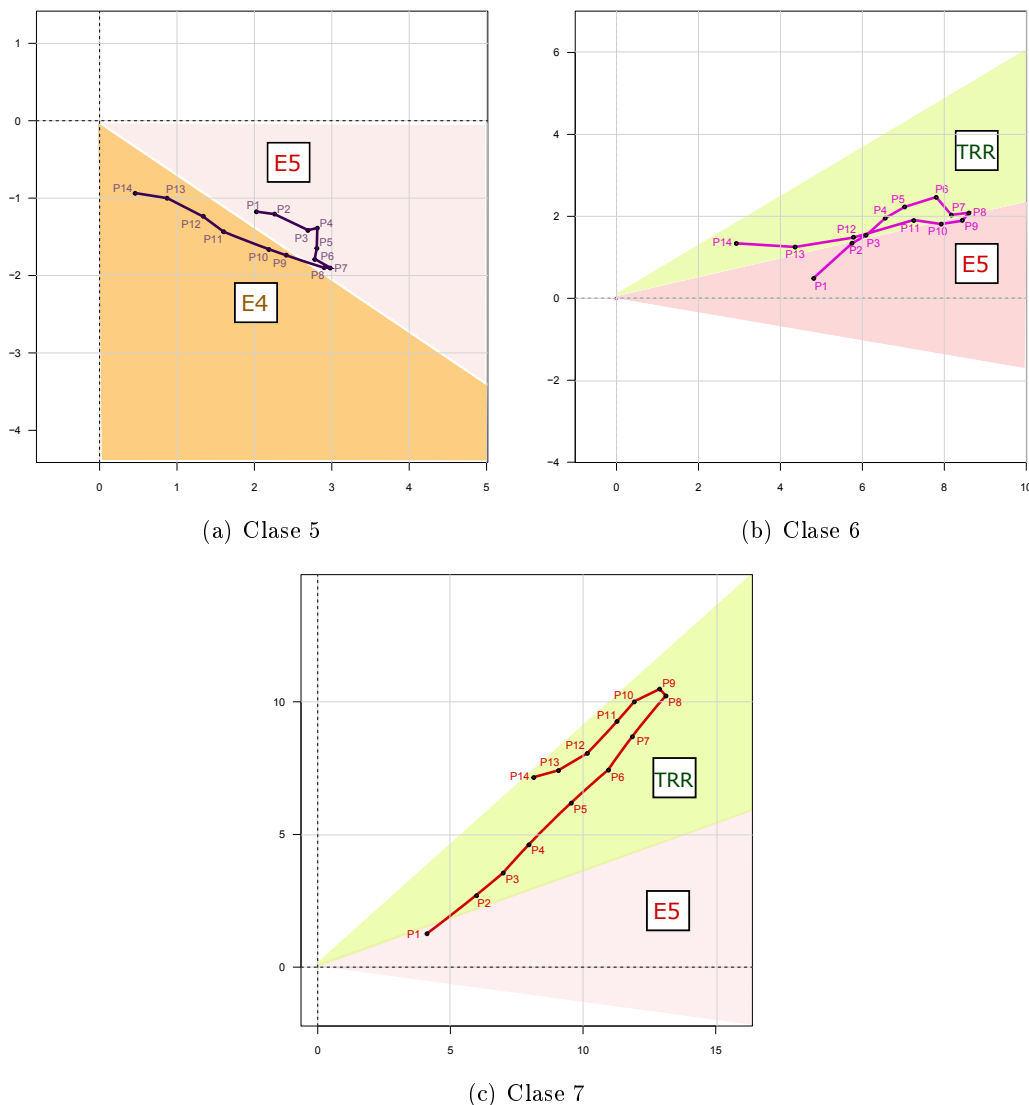 1
0
−1
−2
−3
−4
0 1 2 3 4 5
E5
E4
P1
P2
P3
P4
P5
P6
P7
P8
P9
P10
P11
P12
P13
P14
(a) Clase 5
6
4
2
0
−2
−4
0 2 4 6 8 10
TRR
E5
P1
P2
P3
P4
P5
P6
P7
P8
P9
P10
P11
P12
P13
P14
(b) Clase 6
10
5
0
0 5 10 15
TRR
E5
P1
P2
P3
P4
P5
P6
P7
P8
P9
P10
P11
P12
P13
P14
(c) Clase 7